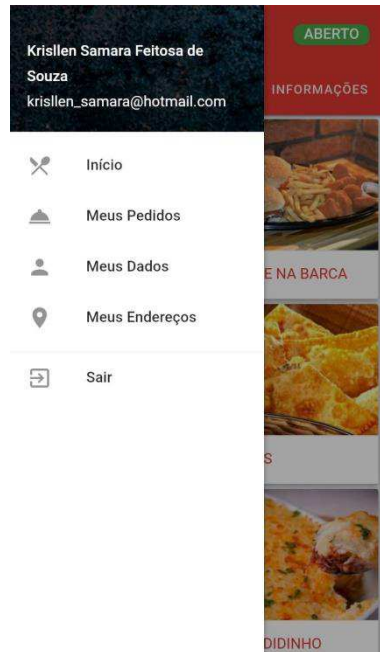 Krisllen Samara Feitosa de
Souza
krisllen_samara@hotmail.com
ABERTO
INFORMAÇÕES
Início
Meus Pedidos
Meus Dados
Meus Endereços
Sair
E NA BARCA
S
DIDINHO